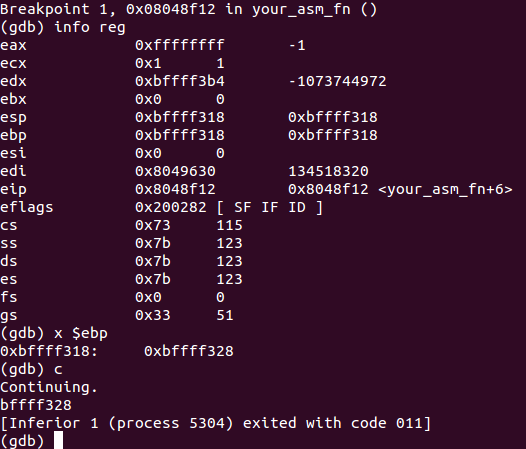 Breakpoint 1, 0x08048f12 in your_asm_fn ()
(gdb) info reg
eax 0xffffffff -1
ecx 0x1 1
edx 0xbffff3b4 -1073744972
ebx 0x0 0
esp 0xbffff318 0xbffff318
ebp 0xbffff318 0xbffff318
esi 0x0 0
edi 0x8049630 134518320
eip 0x8048f12 0x8048f12 <your_asm_fn+6>
eflags 0x200282 [ SF IF ID ]
cs 0x73 115
ss 0x7b 123
ds 0x7b 123
es 0x7b 123
fs 0x0 0
gs 0x33 51
(gdb) x $ebp
0xbffff318: 0xbffff328
(gdb) c
Continuing.
bffff328
[Inferior 1 (process 5304) exited with code 011]
(gdb)